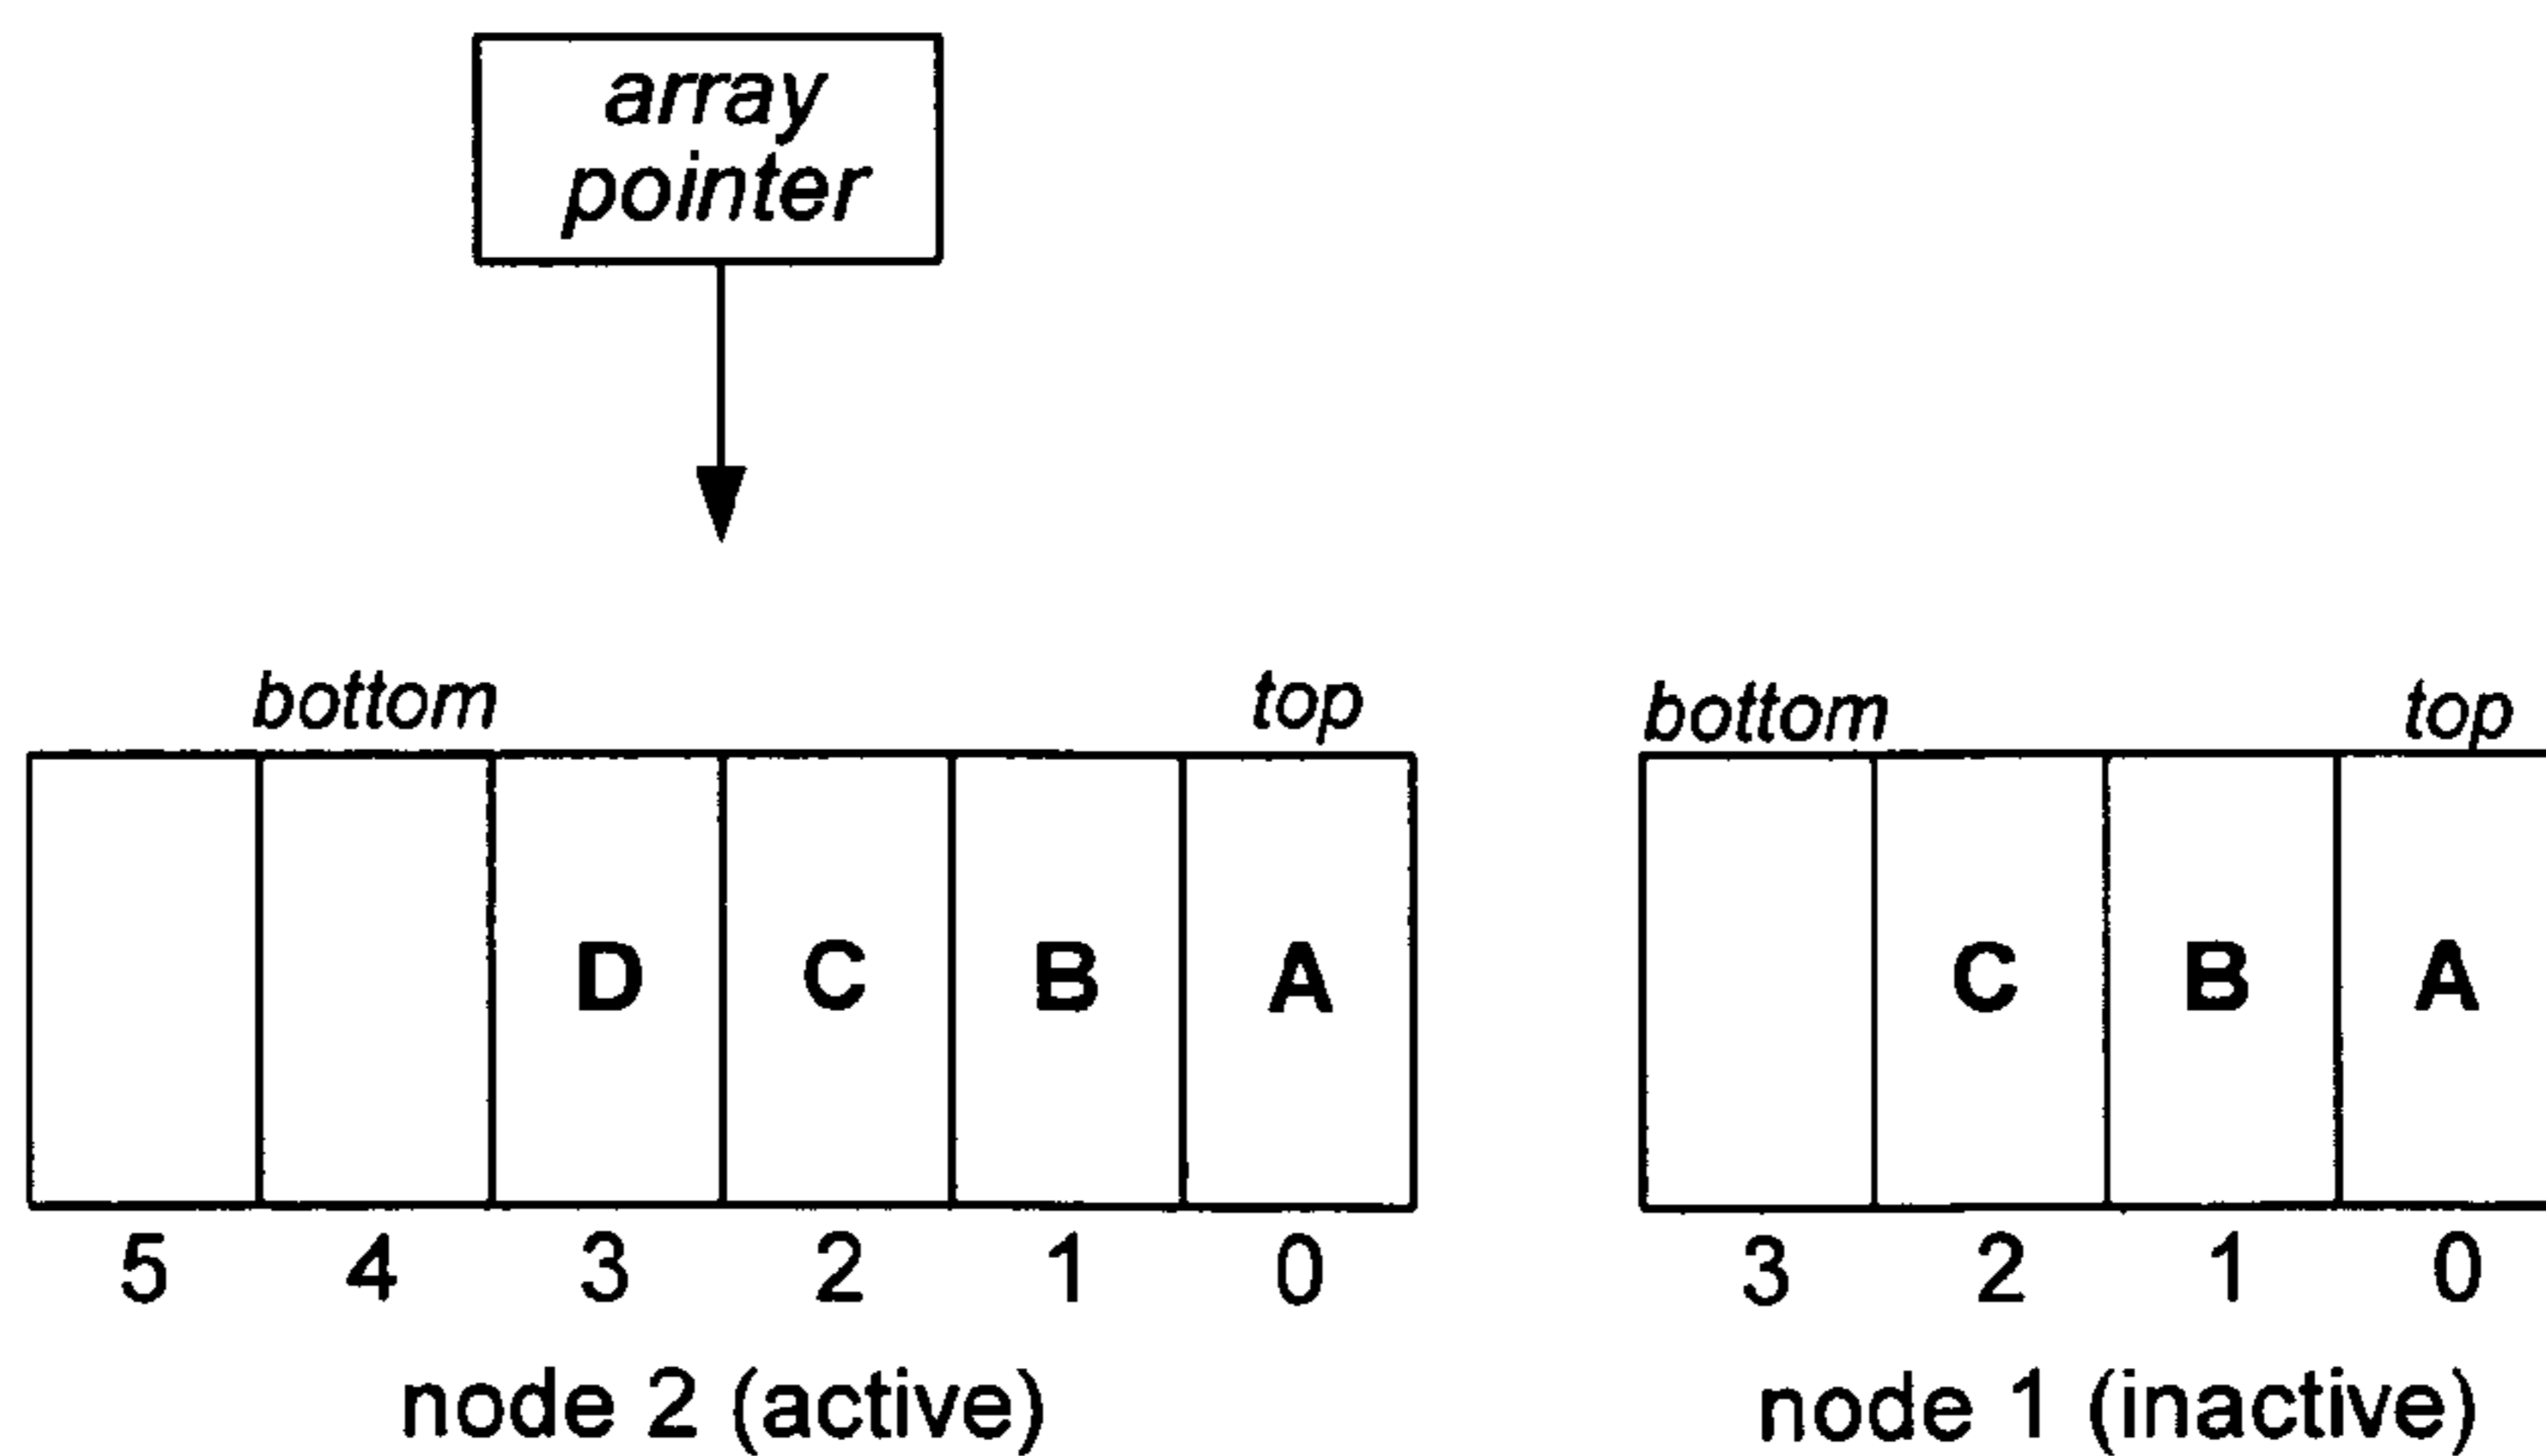 array
pointer
bottom top bottom top
D C B A C B A
5 4 3 2 1 0 3 2 1 0
node 2 (active) node 1 (inactive)